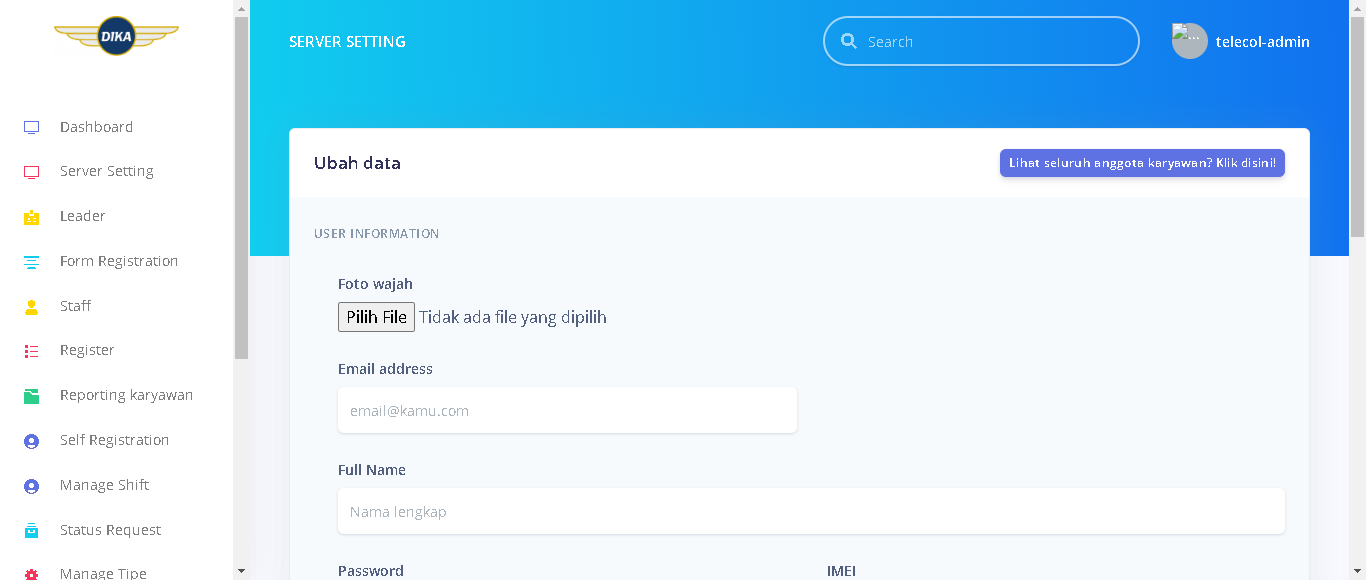 DIKA
SERVER SETTING
Search
telecol-admin
Dashboard
Server Setting
Leader
Form Registration
Staff
Register
Reporting karyawan
Self Registration
Manage Shift
Status Request
Manage Tipe
Ubah data
Lihat seluruh anggota karyawan? Klik disini!
USER INFORMATION
Foto wajah
Pilih File Tidak ada file yang dipilih
Email address
email@kamu.com
Full Name
Nama lengkap
Password
IMEI